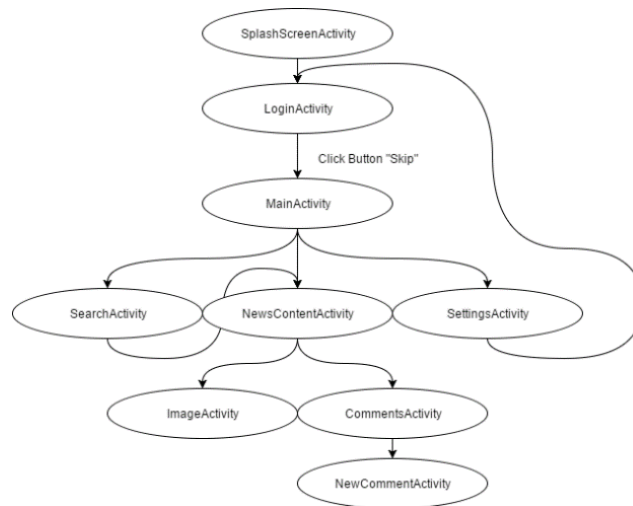 SplashScreenActivity
LoginActivity
Click Button "Skip"
MainActivity
SearchActivity
NewsContentActivity
SettingsActivity
ImageActivity
CommentsActivity
NewCommentActivity